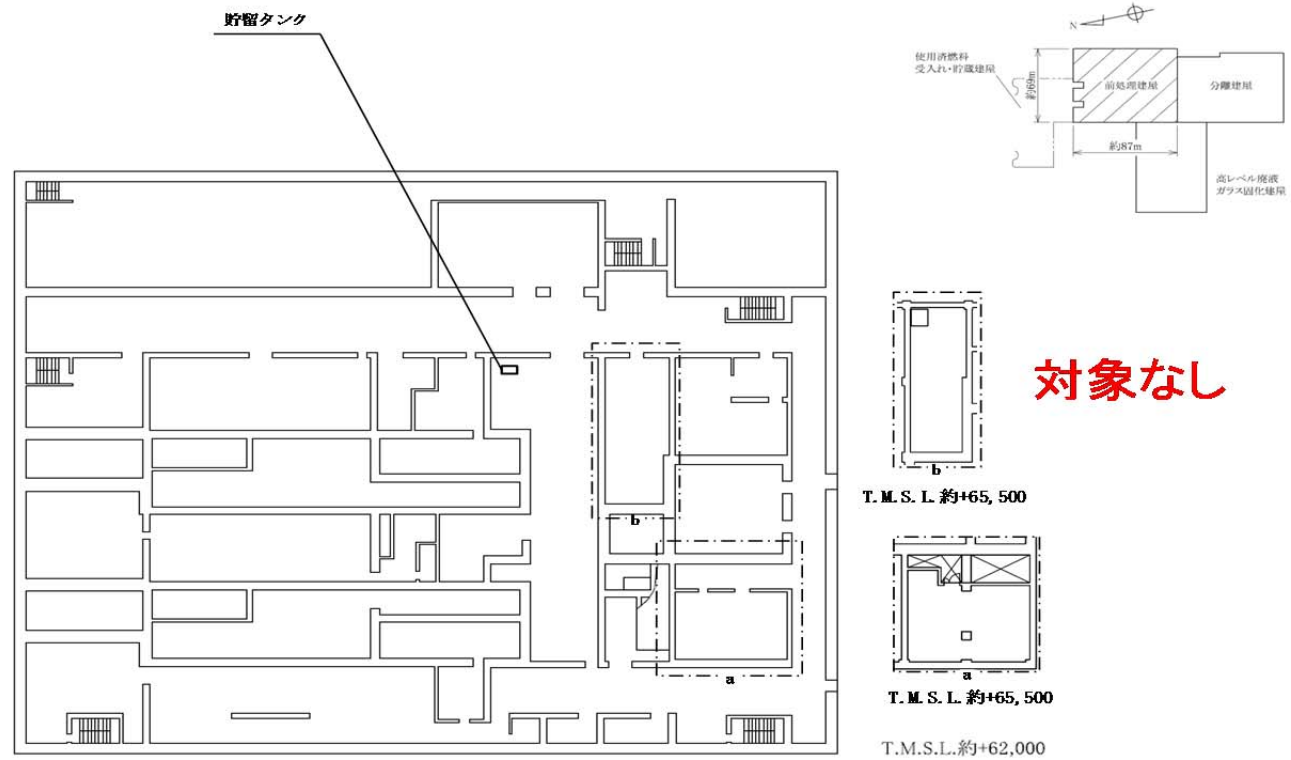 貯留タンク
N
使用済燃料
受入れ・貯蔵建屋
約69m
前処理建屋
分離建屋
約87m
高レベル廃液
ガラス固化建屋
対象なし
b
T.M.S.L.約+65,500
b
a
T.M.S.L.約+65,500
a
T.M.S.L.約+62,000